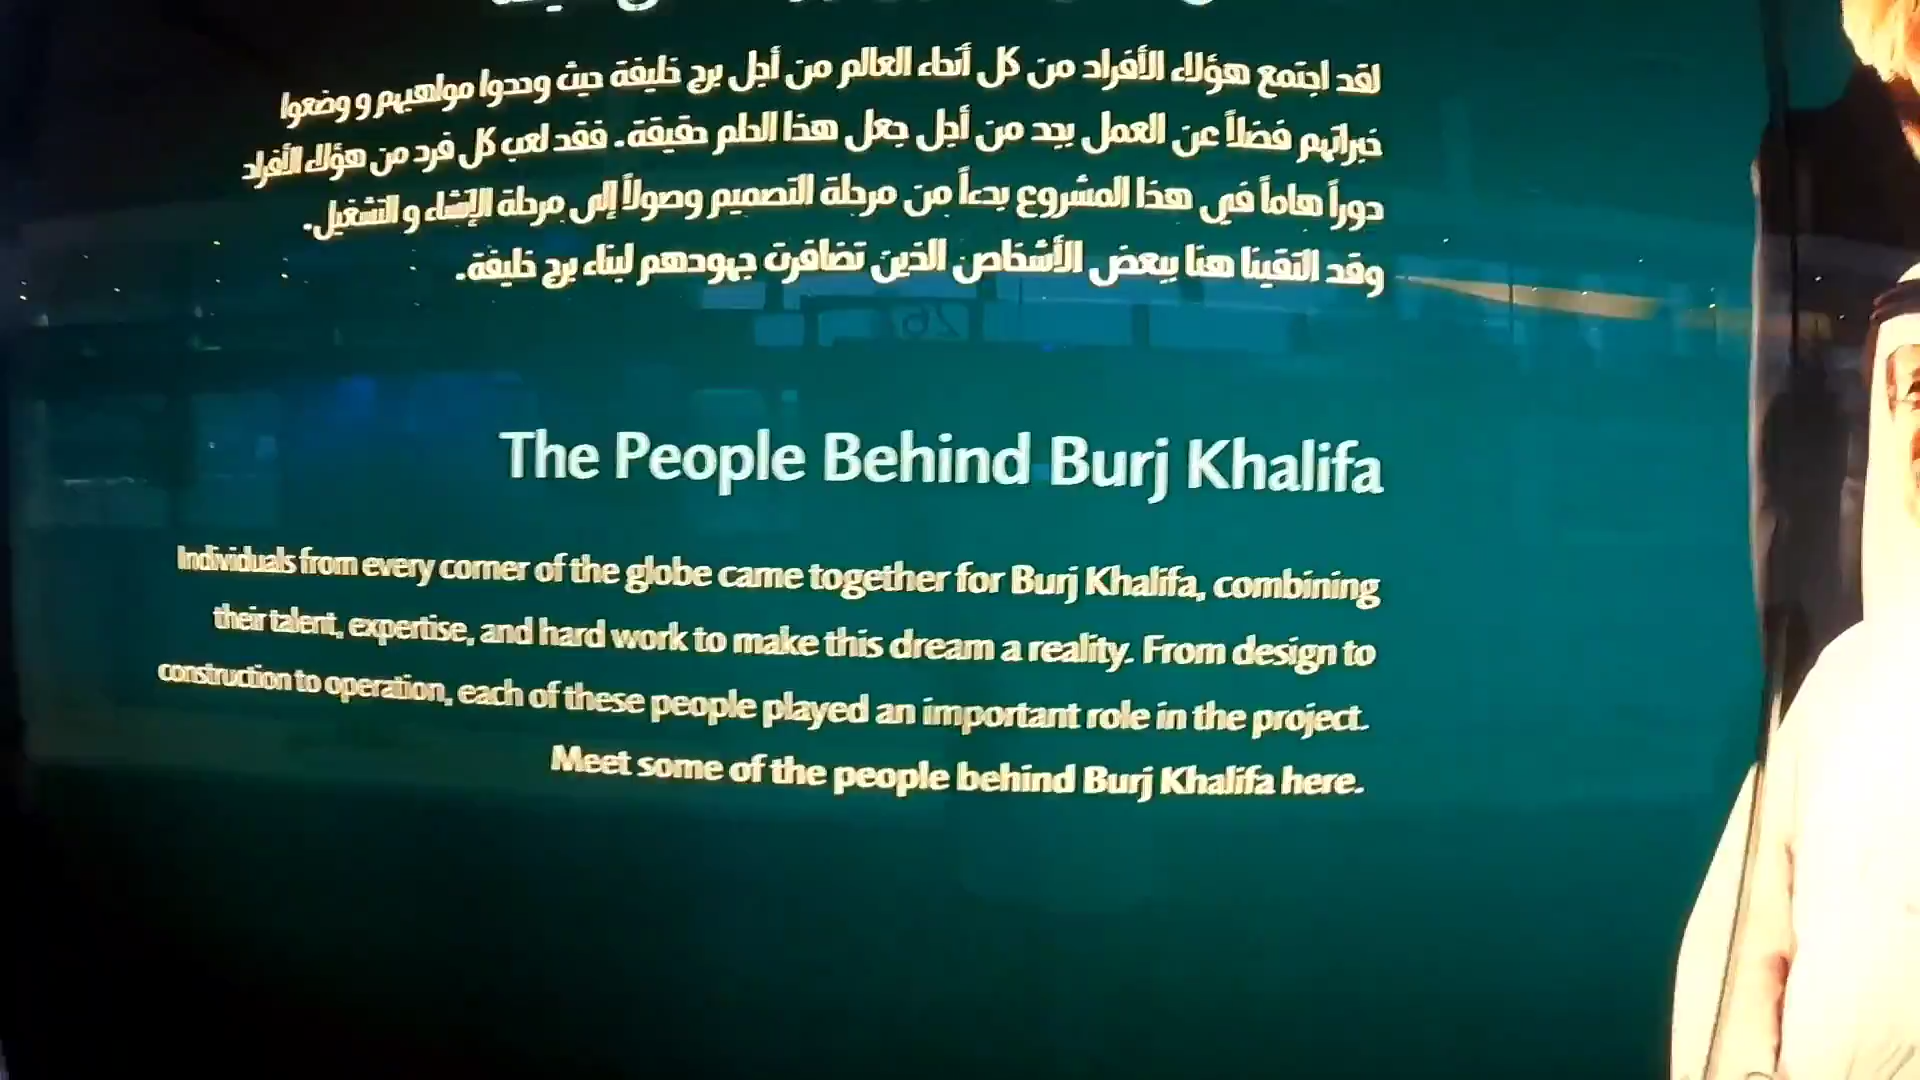 لقد اجتمع هؤلاء الأفراد من كل أنحاء العالم من أجل برج خليفة حيث وحدوا مواهبهم و وضعوا
خبراتهم فضلاً عن العمل بجد من أجل جعل هذا الحلم حقيقة. فقد لعب كل فرد من هؤلاء الأفراد
دوراً هاماً في هذا المشروع بدءاً من مرحلة التصميم وصولاً إلى مرحلة الإنشاء و التشغيل.
وقد التقينا هنا ببعض الأشخاص الذين تضافرت جهودهم لبناء برج خليفة.
The People Behind Burj Khalifa
Individuals from every corner of the globe came together for Burj Khalifa, combining
their talent, expertise, and hard work to make this dream a reality. From design to
construction to operation, each of these people played an important role in the project.
Meet some of the people behind Burj Khalifa here.